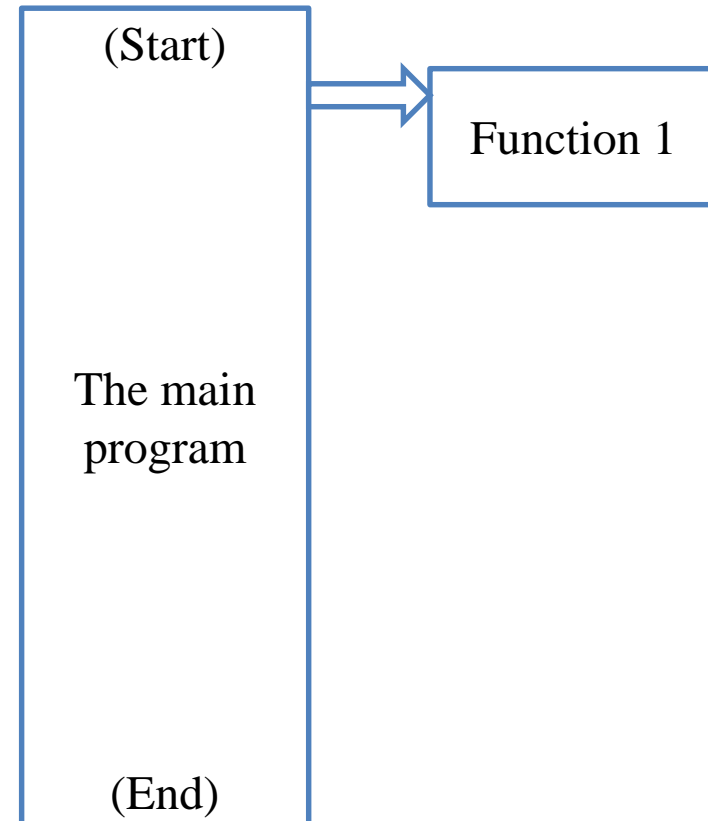 (Start)
Function 1
The main
program
(End)